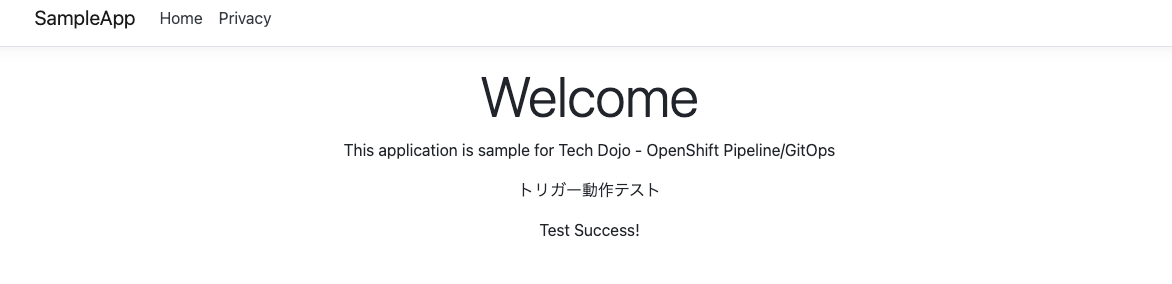 SampleApp Home Privacy
Welcome
This application is sample for Tech Dojo - OpenShift Pipeline/GitOps
トリガー動作テスト
Test Success!